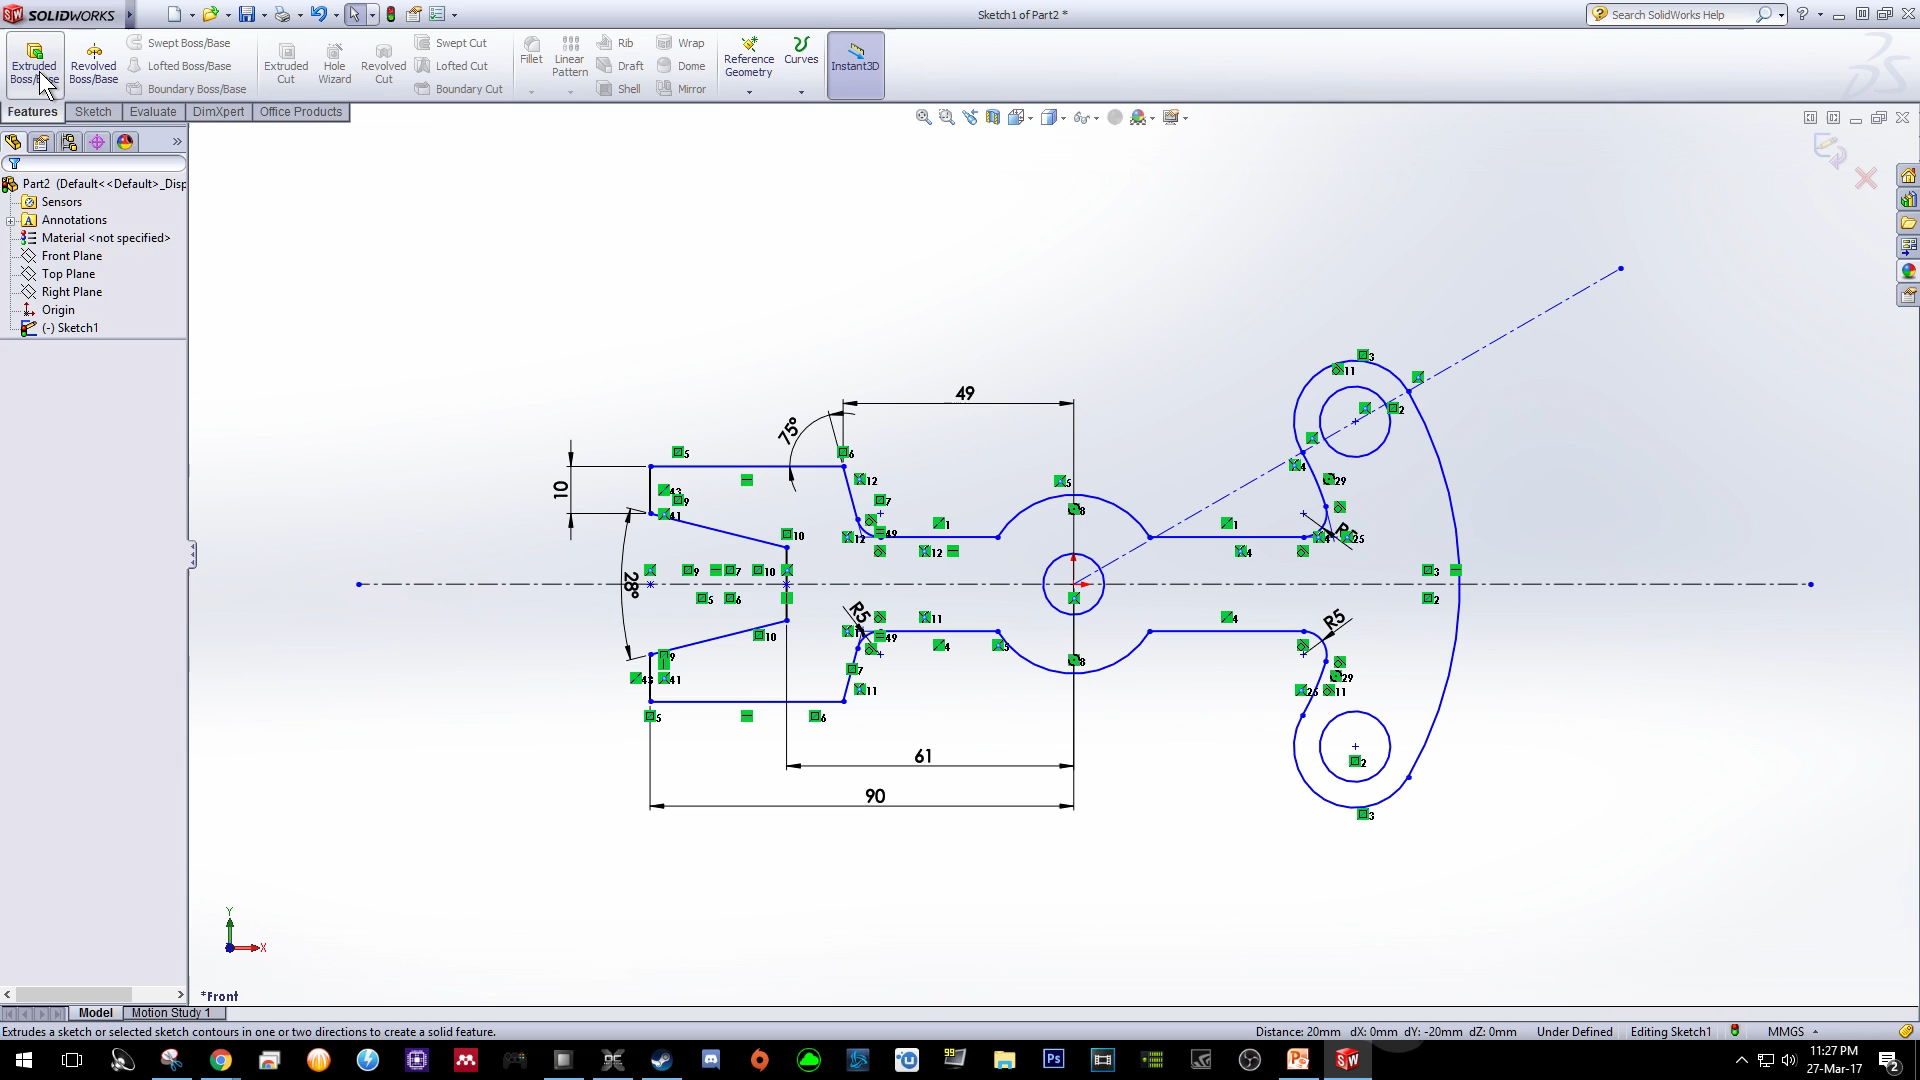 SOLIDWORKS
Sketch1 of Part2 *
Search SolidWorks Help
Extruded Boss/Base
Revolved Boss/Base
Swept Boss/Base
Lofted Boss/Base
Boundary Boss/Base
Extruded Cut
Hole Wizard
Revolved Cut
Swept Cut
Lofted Cut
Boundary Cut
Fillet
Linear Pattern
Rib
Draft
Shell
Wrap
Dome
Mirror
Reference Geometry
Curves
Instant3D
Features
Sketch
Evaluate
DimXpert
Office Products
Part2 (Default<<Default>_Disp
Sensors
Annotations
Material <not specified>
Front Plane
Top Plane
Right Plane
Origin
(-) Sketch1
49
75°
10
28°
R5
R5
R5
61
90
Y
X
*Front
Model
Motion Study 1
Extrudes a sketch or selected sketch contours in one or two directions to create a solid feature.
Distance: 20mm dX: 0mm dY: -20mm dZ: 0mm
Under Defined
Editing Sketch1
MMGS
99
Ps
11:27 PM
27-Mar-17
2